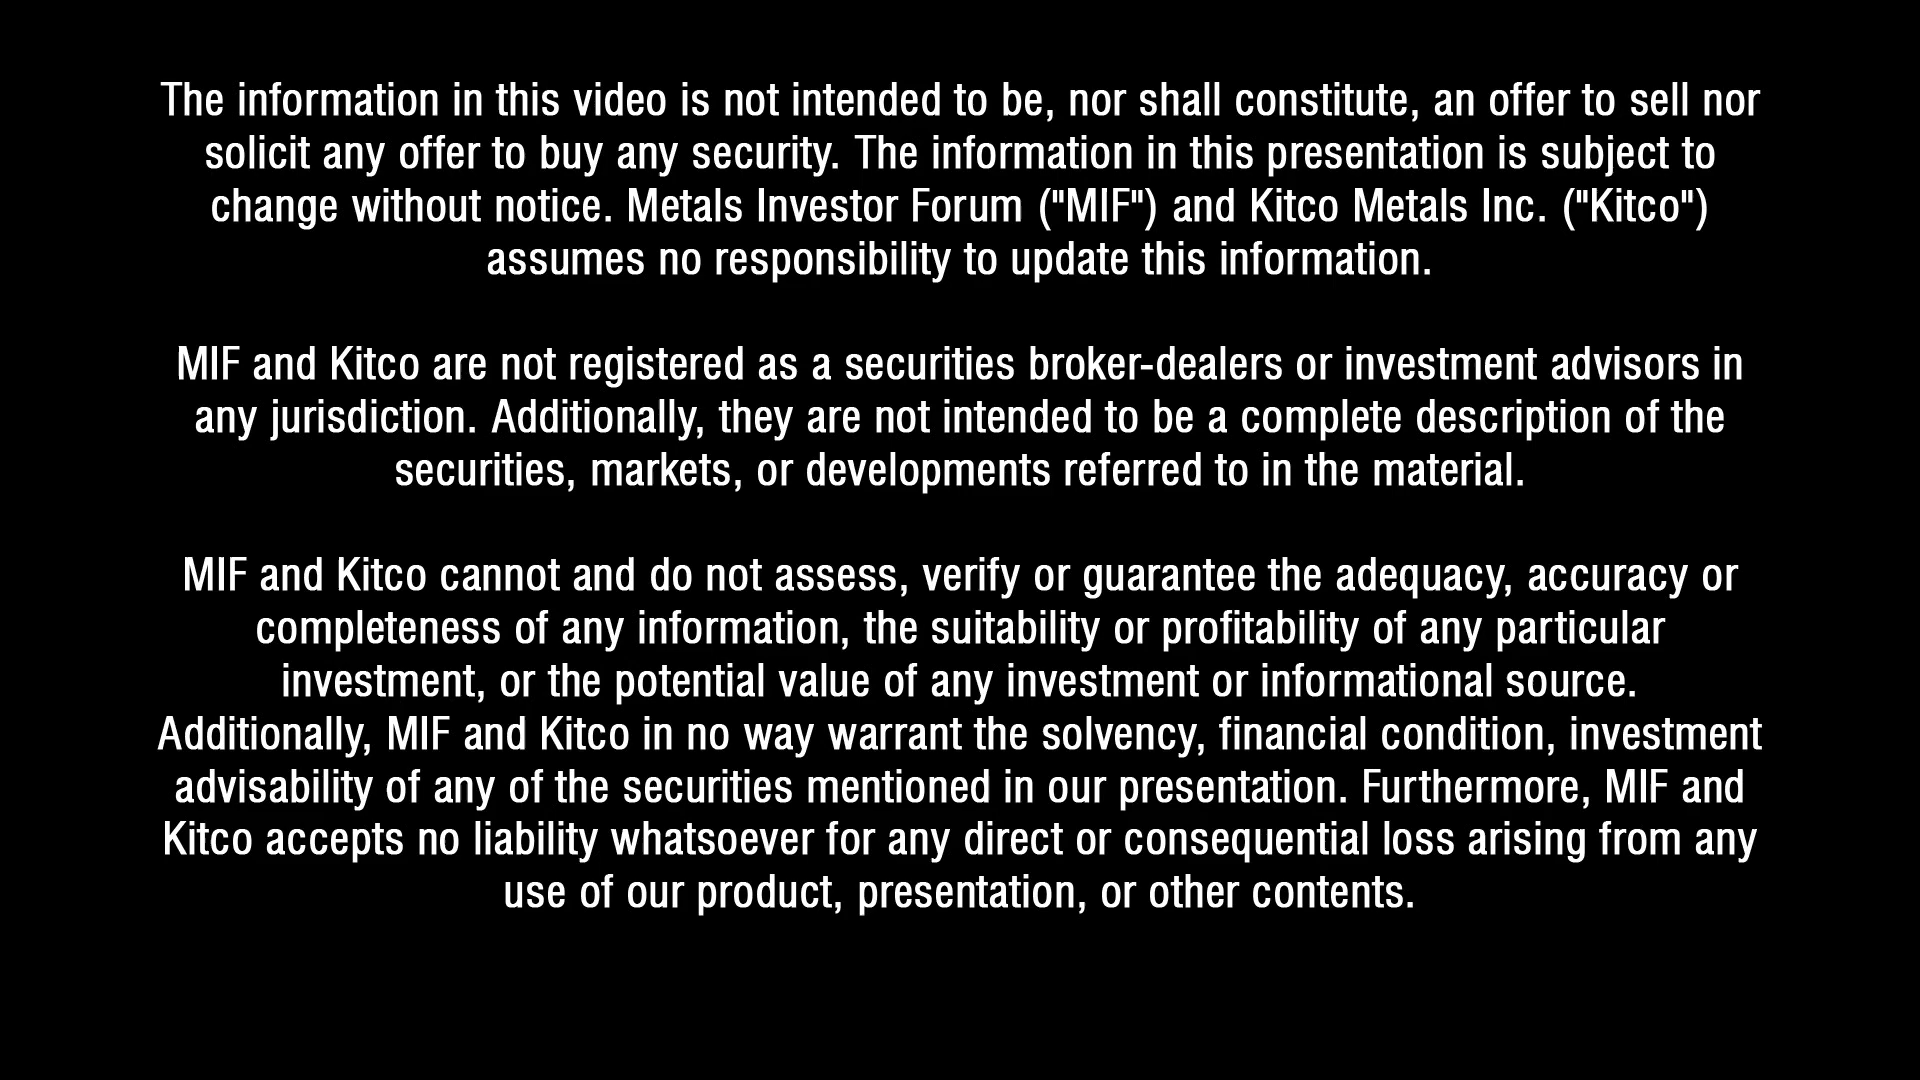 The information in this video is not intended to be, nor shall constitute, an offer to sell nor
solicit any offer to buy any security. The information in this presentation is subject to
change without notice. Metals Investor Forum ("MIF") and Kitco Metals Inc. ("Kitco")
assumes no responsibility to update this information.
MIF and Kitco are not registered as a securities broker-dealers or investment advisors in
any jurisdiction. Additionally, they are not intended to be a complete description of the
securities, markets, or developments referred to in the material.
MIF and Kitco cannot and do not assess, verify or guarantee the adequacy, accuracy or
completeness of any information, the suitability or profitability of any particular
investment, or the potential value of any investment or informational source.
Additionally, MIF and Kitco in no way warrant the solvency, financial condition, investment
advisability of any of the securities mentioned in our presentation. Furthermore, MIF and
Kitco accepts no liability whatsoever for any direct or consequential loss arising from any
use of our product, presentation, or other contents.